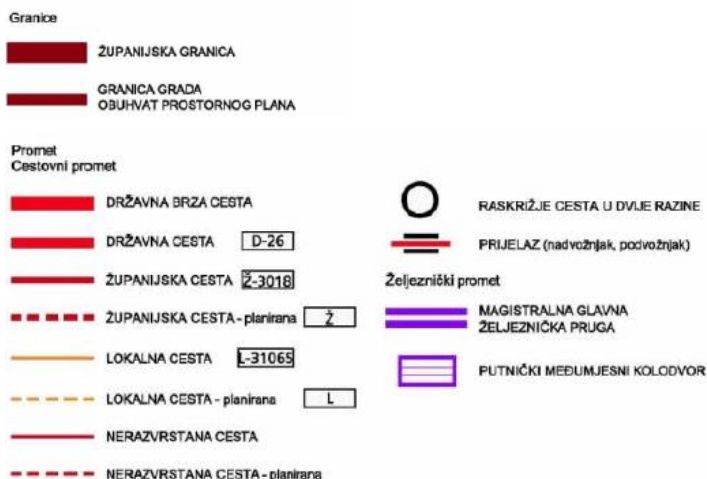 Granice
ŽUPANIJSKA GRANICA
GRANICA GRADA
OBUHVAT PROSTORNOG PLANA
Promet
Cestovni promet
DRŽAVNA BRZA CESTA
DRŽAVNA CESTA D-26
ŽUPANIJSKA CESTA Ž-3018
ŽUPANIJSKA CESTA - planirana Ž
LOKALNA CESTA L-31065
LOKALNA CESTA - planirana L
NERAZVRSTANA CESTA
NERAZVRSTANA CESTA - planirana
RASKRIŽJE CESTA U DVIJE RAZINE
PRIJELAZ (nadvožnjak, podvožnjak)
Željeznički promet
MAGISTRALNA GLAVNA
ŽELJEZNIČKA PRUGA
PUTNIČKI MEĐUMJESNI KOLODVOR